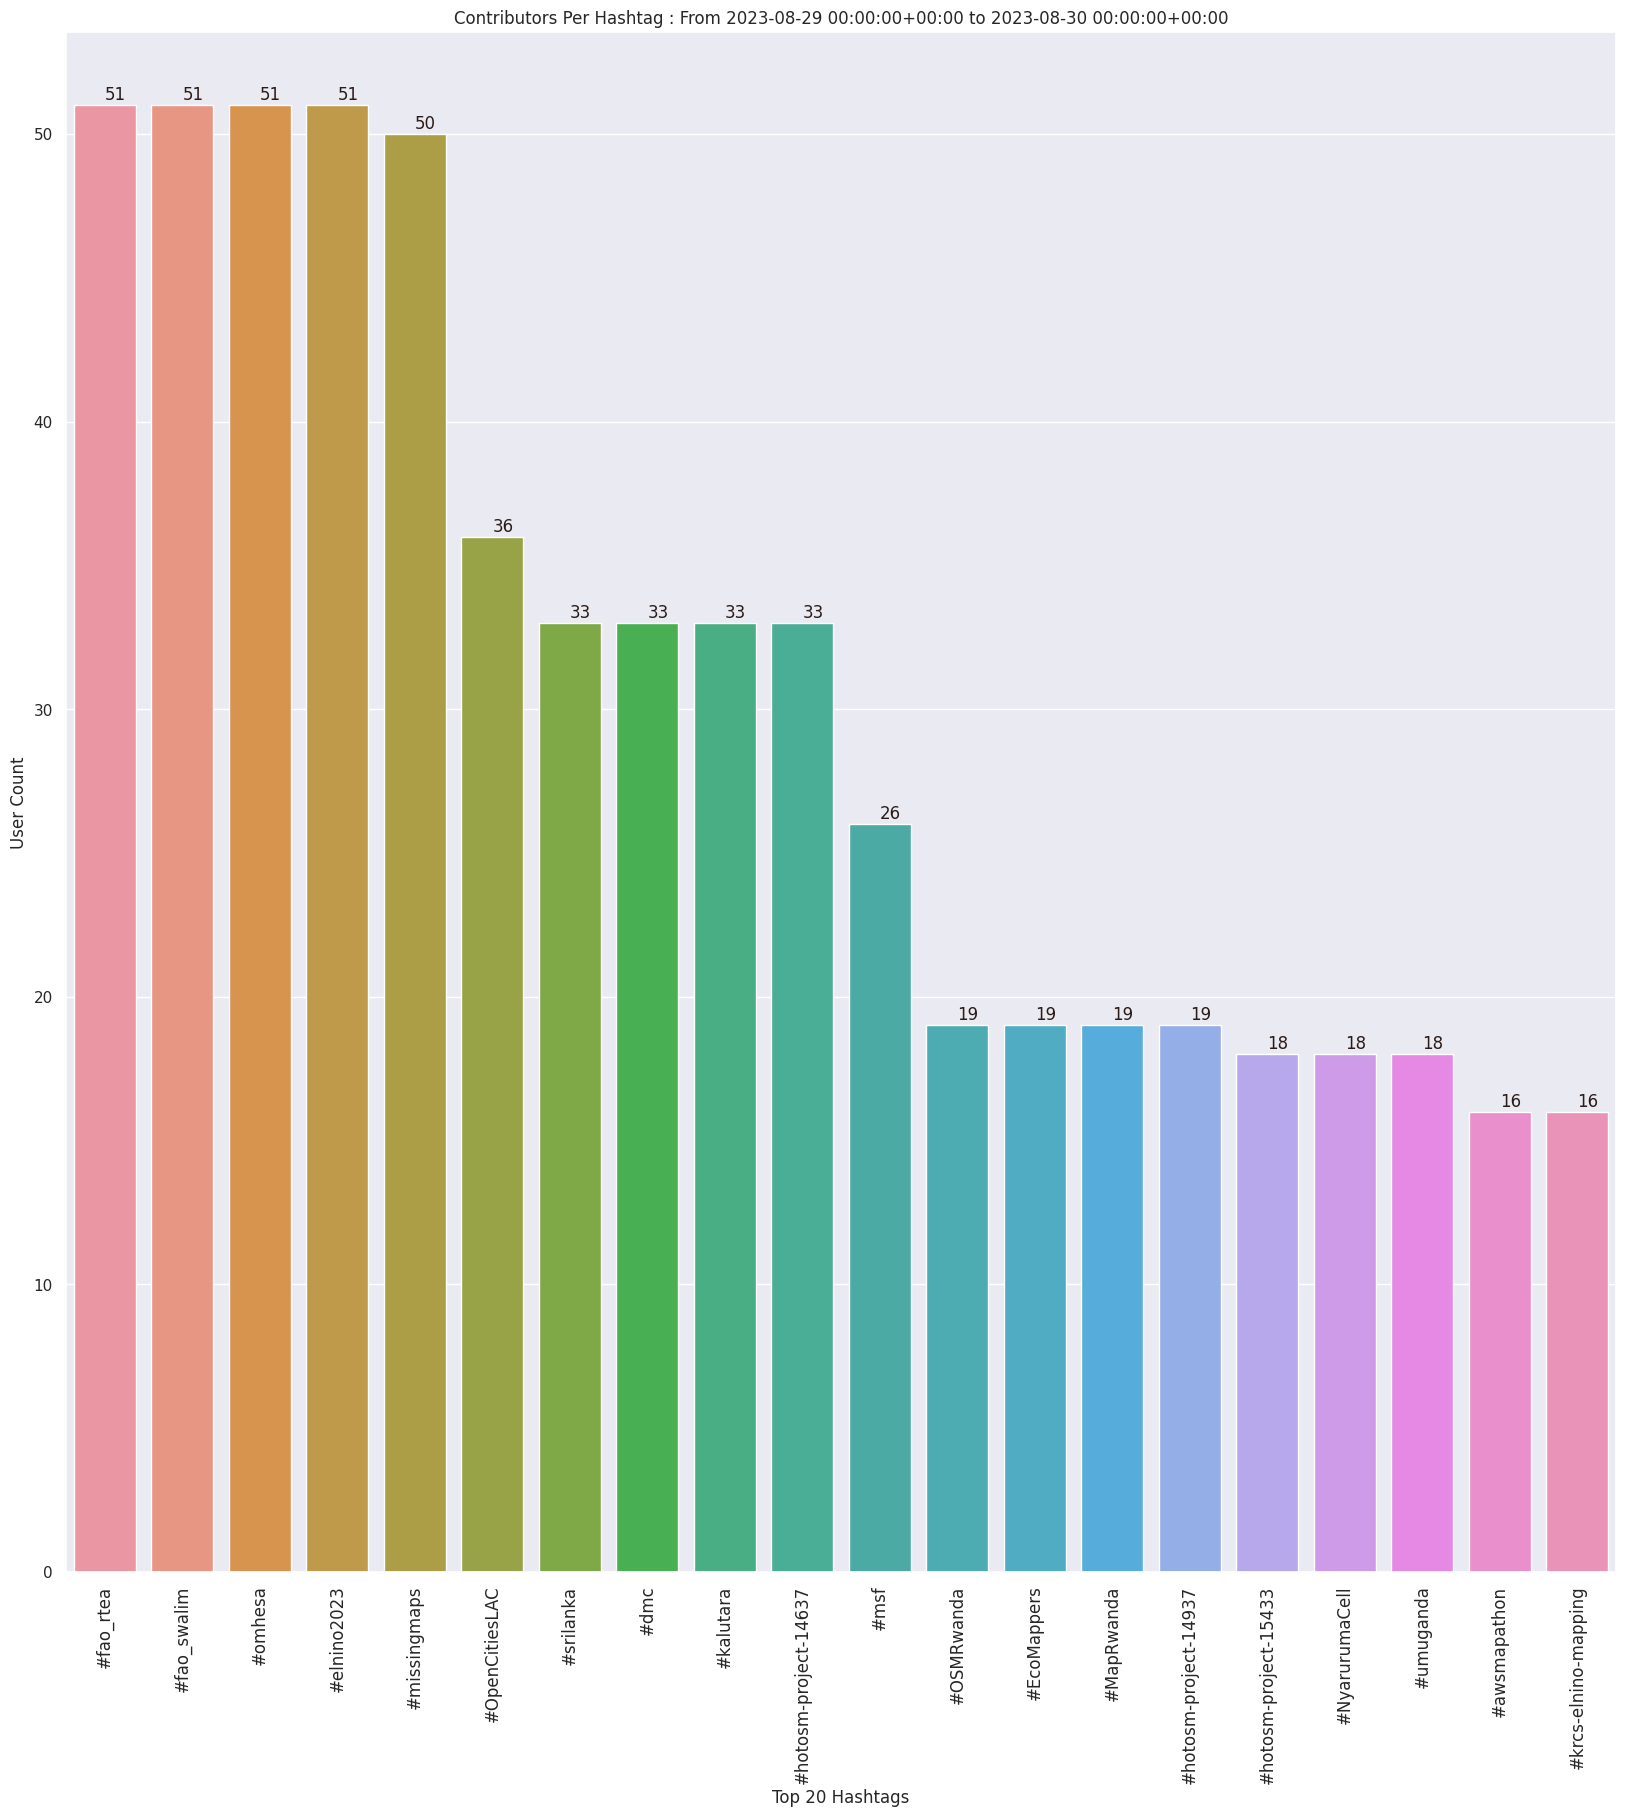 Contributors Per Hashtag : From 2023-08-29 00:00:00+00:00 to 2023-08-30 00:00:00+00:00
51
51
51
51
50
36
33
33
33
33
26
19
19
19
19
18
18
18
16
16
50
40
30
20
10
0
User Count
#fao_rtea
#fao_swalim
#omhesa
#elnino2023
#missingmaps
#OpenCitiesLAC
#srilanka
#dmc
#kalutara
#hotosm-project-14637
#msf
#OSMRwanda
#EcoMappers
#MapRwanda
#hotosm-project-14937
#hotosm-project-15433
#NyarurumaCell
#umuganda
#awsmapathon
#krcs-elnino-mapping
Top 20 Hashtags